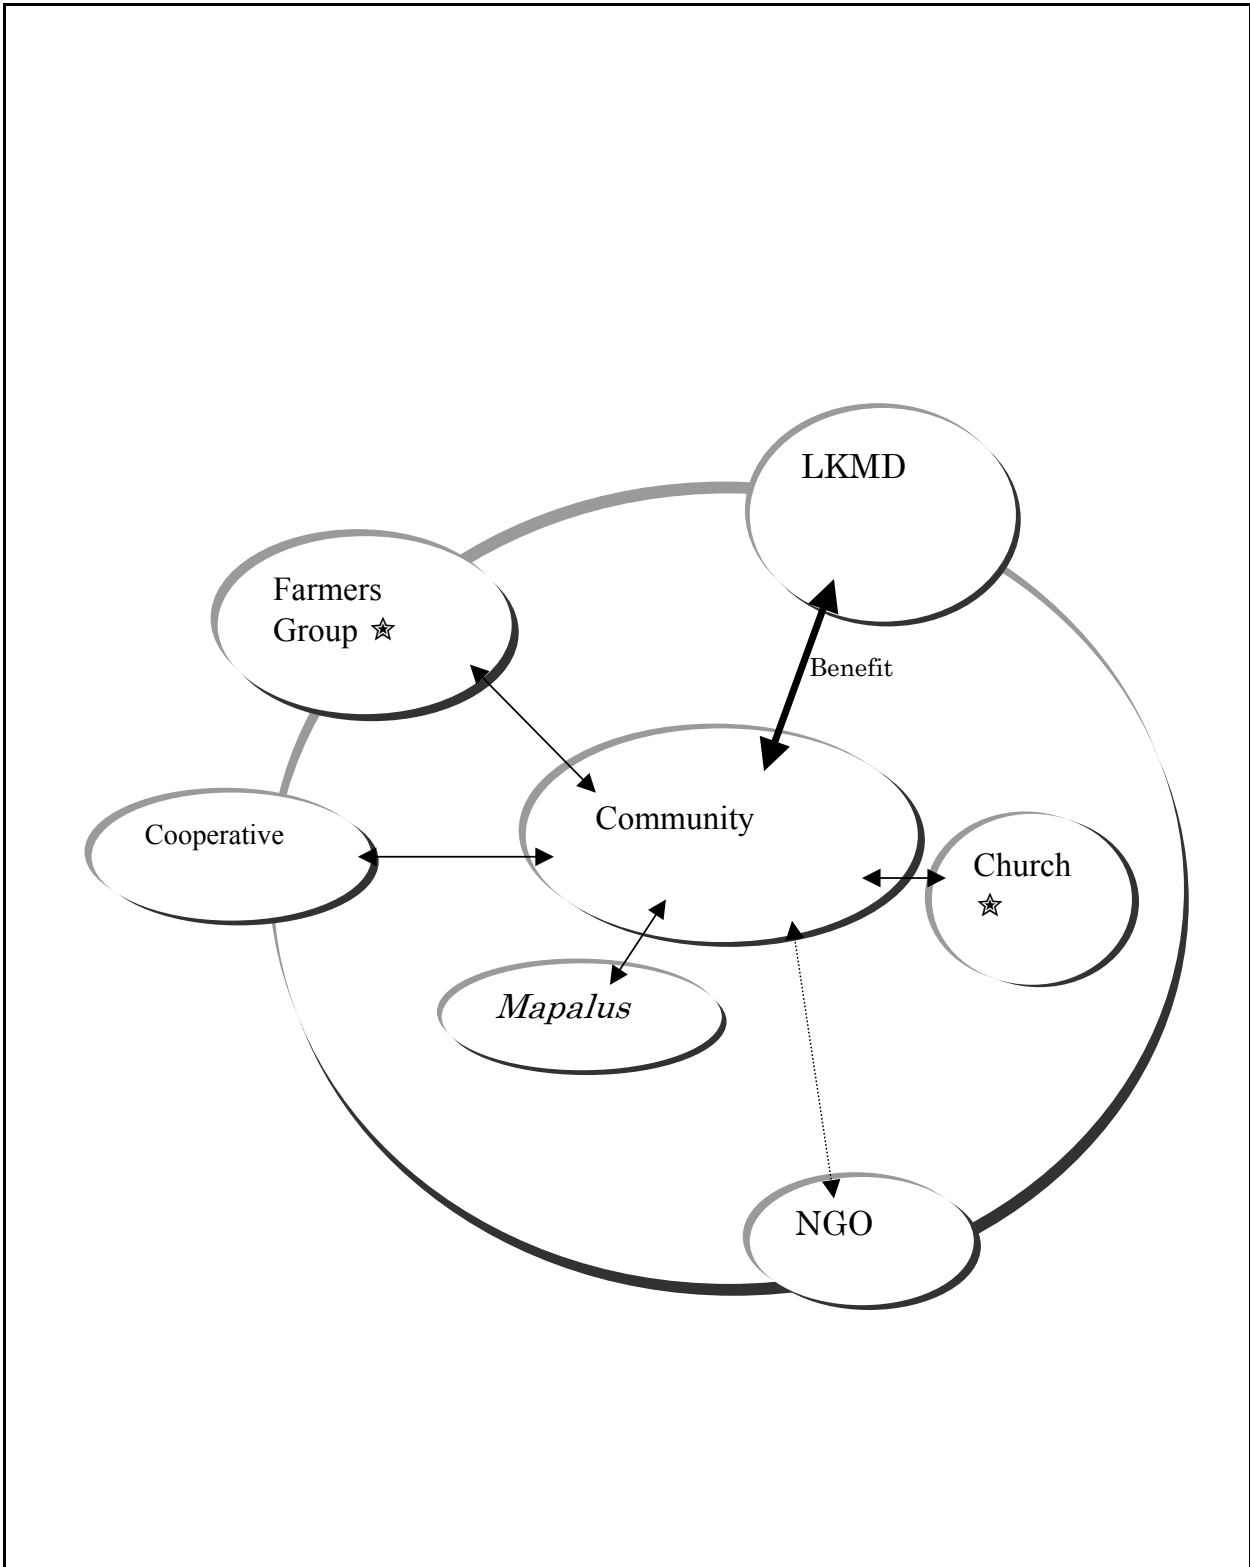 LKMD
Farmers
Group ✯
Benefit
Community
Cooperative
Church
✯
Mapalus
NGO